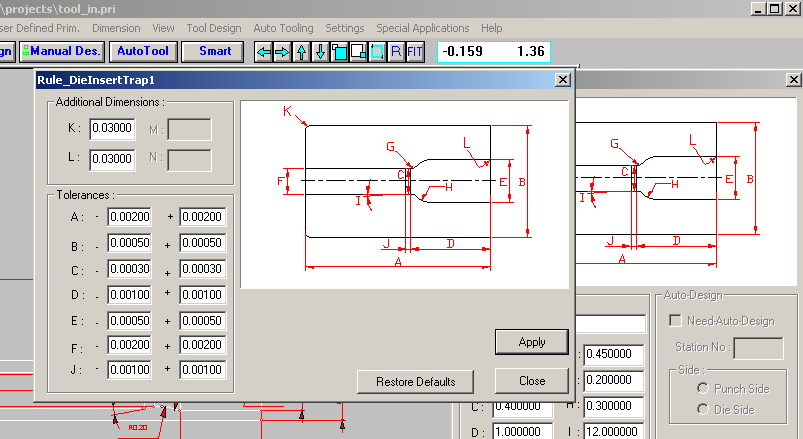 \projects\tool_in.pri
ser Defined Prim. Dimension View Tool Design Auto Tooling Settings Special Applications Help
gn Manual Des. AutoTool Smart R FIT -0.159 1.36
Rule_DieInsertTrap1
Additional Dimensions :
K : 0.03000 M :
L : 0.03000 N :
Tolerances :
A : - 0.00200 + 0.00200
B : - 0.00050 + 0.00050
C : - 0.00030 + 0.00030
D : - 0.00100 + 0.00100
E : - 0.00050 + 0.00050
F : - 0.00200 + 0.00200
J : - 0.00100 + 0.00100
K
G L
C
F E B
I H
J D
A
Apply
Restore Defaults Close
G L
C
E B
I H
J D
A
Auto-Design
Need-Auto-Design
: 0.450000 Station No :
: 0.200000 Side :
Punch Side
C : 0.400000 H : 0.300000 Die Side
D : 1.000000 I : 12.000000
R0.20